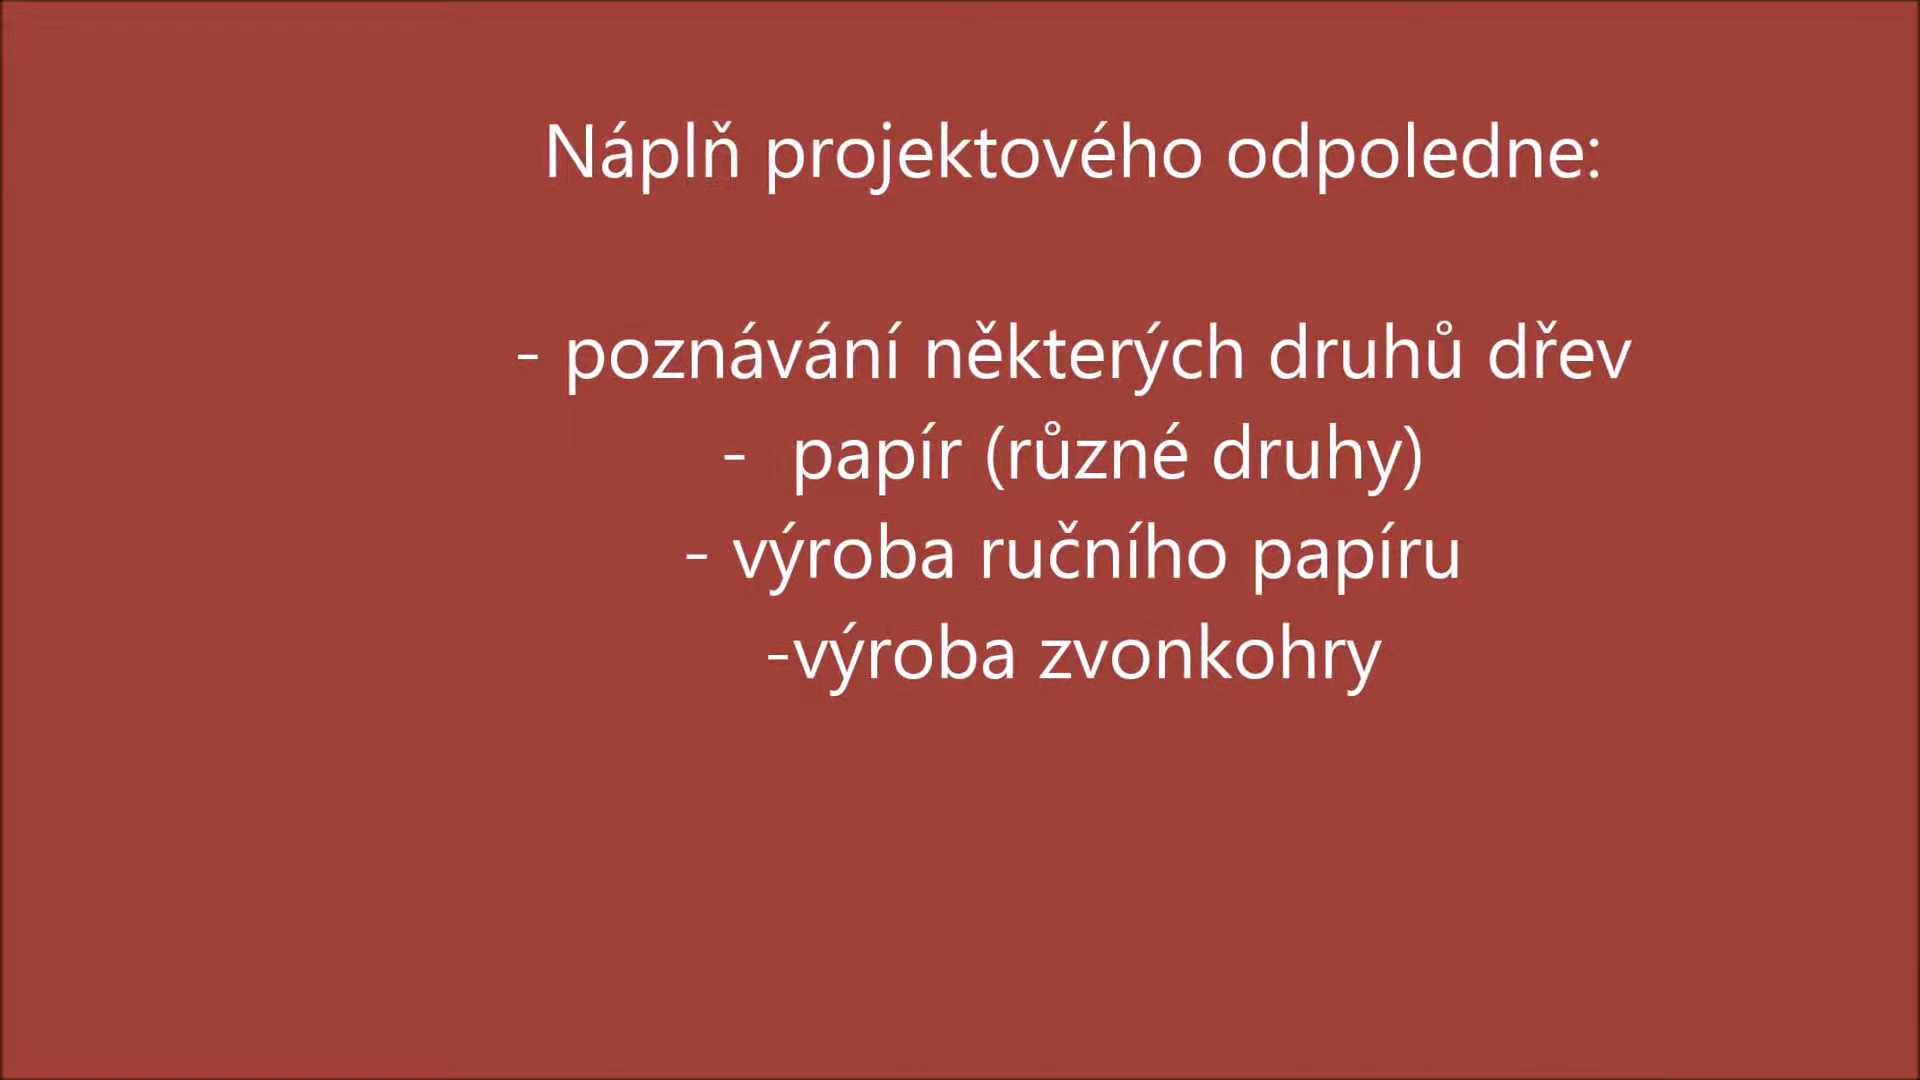 Náplň projektového odpoledne:
- poznávání některých druhů dřev
- papír (různé druhy)
- výroba ručního papíru
-výroba zvonkohry